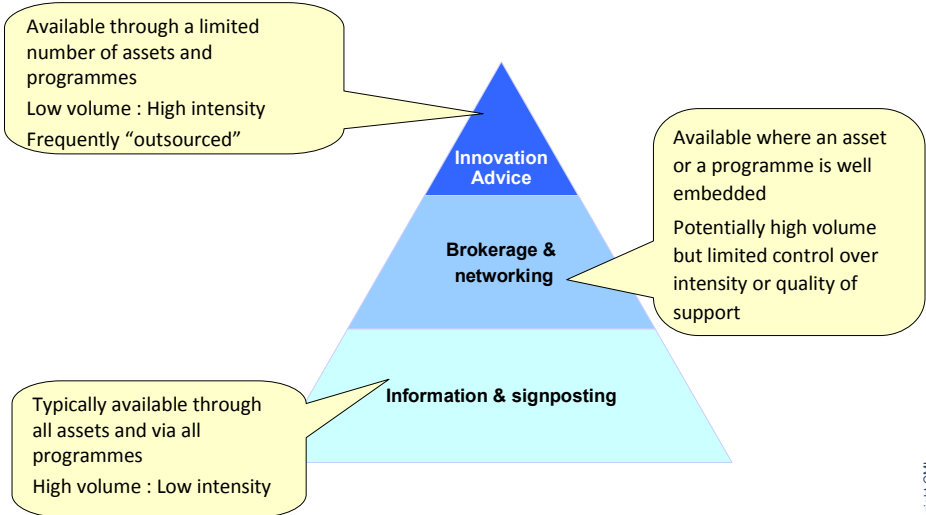 Available through a limited
number of assets and
programmes
Low volume : High intensity
Frequently “outsourced”
Innovation
Advice
Available where an asset
or a programme is well
embedded
Potentially high volume
but limited control over
intensity or quality of
support
Brokerage &
networking
Information & signposting
Typically available through
all assets and via all
programmes
High volume : Low intensity